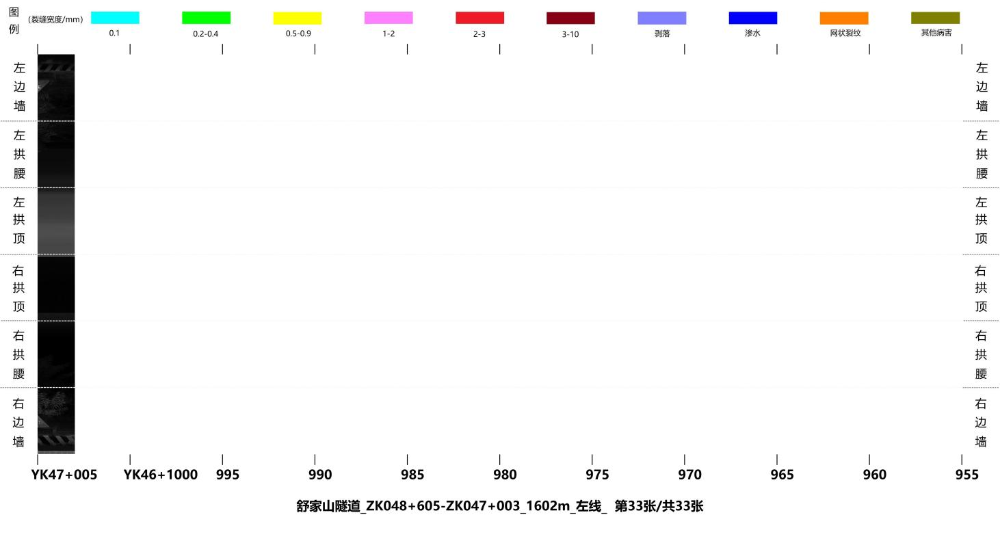 图例
(裂缝宽度/mm)
0.1
0.2-0.4
0.5-0.9
1-2
2-3
3-10
剥落
渗水
网状裂纹
其他病害
左边墙
左边墙
左拱腰
左拱腰
左拱顶
左拱顶
右拱顶
右拱顶
右拱腰
右拱腰
右边墙
右边墙
YK47+005 YK46+1000 995 990 985 980 975 970 965 960 955
舒家山隧道_ZK048+605-ZK047+003_1602m_左线_ 第33张/共33张